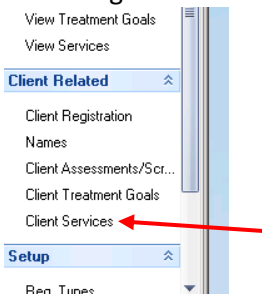 View Treatment Goals
View Services
Client Related
Client Registration
Names
Client Assessments/Scr...
Client Treatment Goals
Client Services
Setup
Req. Types